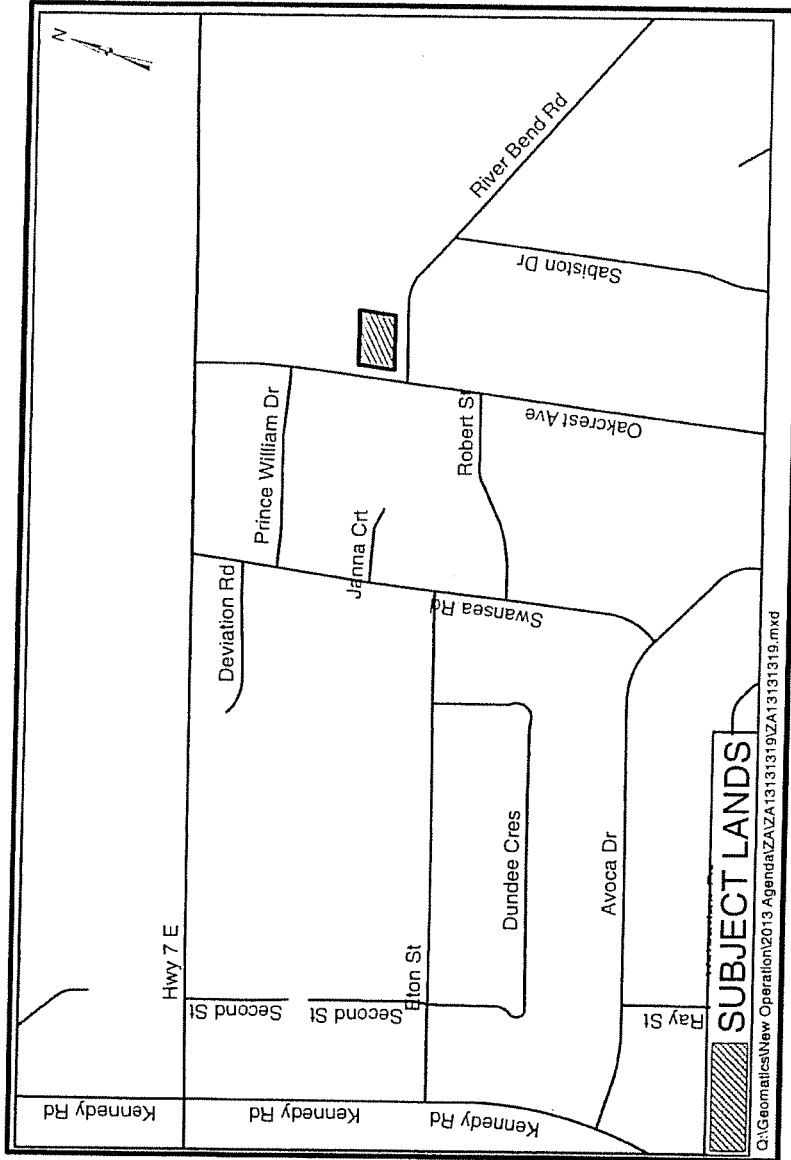 N
Hwy 7 E
Kennedy Rd
Kennedy Rd
Kennedy Rd
Second St
Second St
Deviation Rd
Prince William Dr
Janna Crt
Eton St
Swansea Rd
Robert St
River Bend Rd
Sabiston Dr
Oakcrest Ave
Dundee Cres
Avoca Dr
Ray St
SUBJECT LANDS
Q:\Geomatics\New Operation\2013 Agenda\ZA\ZA13131319\ZA13131319.mxd